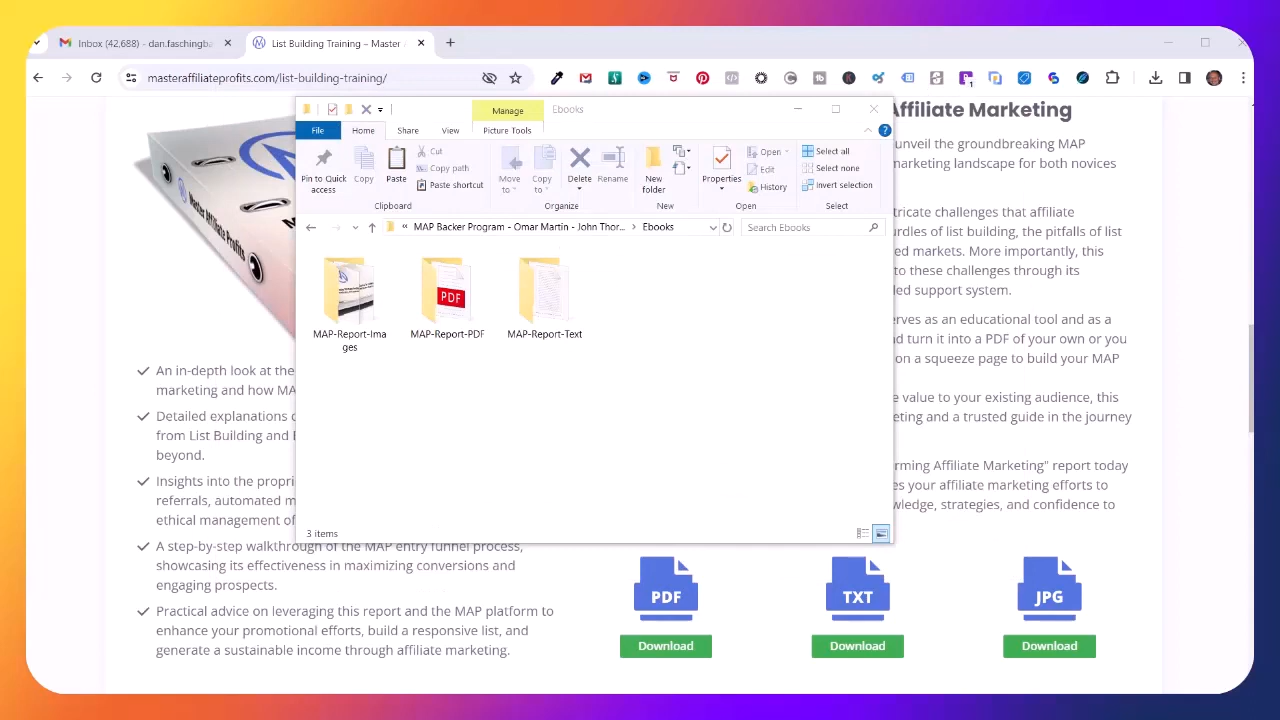 Inbox (42,688) - dan.faschingba
List Building Training – Master A
masteraffiliateprofits.com/list-building-training/
Manage
Ebooks
File
Home
Share
View
Picture Tools
Pin to Quick access
Copy
Paste
Cut
Copy path
Paste shortcut
Clipboard
Move to
Copy to
Delete
Rename
Organize
New folder
New
Properties
Open
Edit
History
Open
Select all
Select none
Invert selection
Select
« MAP Backer Program - Omar Martin - John Thor... > Ebooks
Search Ebooks
MAP-Report-Ima
ges
PDF
MAP-Report-PDF
MAP-Report-Text
3 items
Affiliate Marketing
unveil the groundbreaking MAP
marketing landscape for both novices
tricate challenges that affiliate
urdles of list building, the pitfalls of list
ed markets. More importantly, this
to these challenges through its
led support system.
erves as an educational tool and as a
d turn it into a PDF of your own or you
on a squeeze page to build your MAP
e value to your existing audience, this
eting and a trusted guide in the journey
rming Affiliate Marketing" report today
es your affiliate marketing efforts to
wledge, strategies, and confidence to
An in-depth look at the
marketing and how MA
Detailed explanations o
from List Building and E
beyond.
Insights into the propri
referrals, automated m
ethical management of
A step-by-step walkthrough of the MAP entry funnel process,
showcasing its effectiveness in maximizing conversions and
engaging prospects.
Practical advice on leveraging this report and the MAP platform to
enhance your promotional efforts, build a responsive list, and
generate a sustainable income through affiliate marketing.
PDF
Download
TXT
Download
JPG
Download